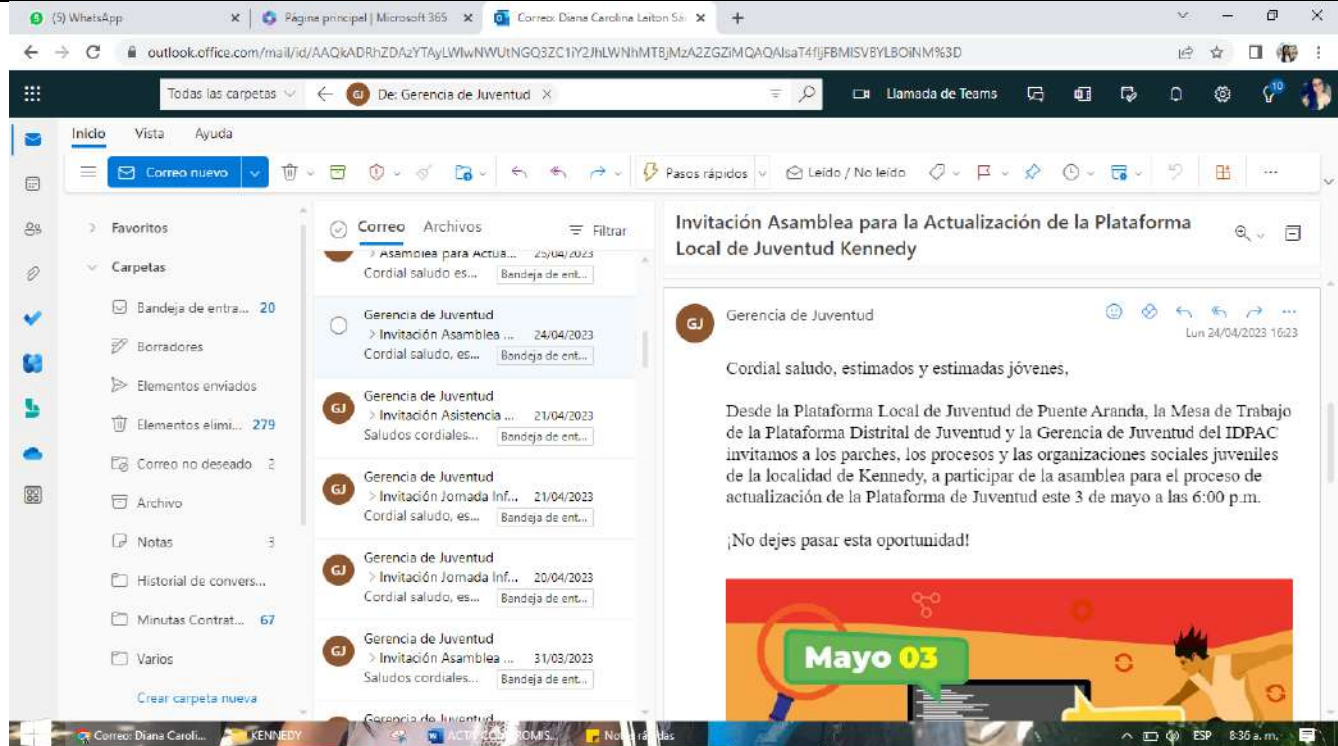 (5) WhatsApp
Página principal | Microsoft 365
Correo: Diana Carolina Leiton Sá
outlook.office.com/mail/id/
Todas las carpetas
GJ De: Gerencia de Juventud
Llamada de Teams
10
Inicio Vista Ayuda
Correo nuevo
Pasos rápidos
Leído / No leído
Favoritos
Carpetas
Bandeja de entra... 20
Borradores
Elementos enviados
Elementos elimi... 279
Correo no deseado 2
Archivo
Notas 3
Historial de convers...
Minutas Contrat... 67
Varios
Crear carpeta nueva
Correo Archivos Filtrar
> Asamblea para Actua... 25/04/2023
Cordial saludo es... Bandeja de ent...
Gerencia de Juventud
> Invitación Asamblea ... 24/04/2023
Cordial saludo, es... Bandeja de ent...
GJ
Gerencia de Juventud
> Invitación Asistencia ... 21/04/2023
Saludos cordiales... Bandeja de ent...
GJ
Gerencia de Juventud
> Invitación Jornada Inf... 21/04/2023
Cordial saludo, es... Bandeja de ent...
GJ
Gerencia de Juventud
> Invitación Jornada Inf... 20/04/2023
Cordial saludo, es... Bandeja de ent...
GJ
Gerencia de Juventud
> Invitación Asamblea ... 31/03/2023
Saludos cordiales... Bandeja de ent...
Gerencia de Juventud
Invitación Asamblea para la Actualización de la Plataforma
Local de Juventud Kennedy
GJ
Gerencia de Juventud
Lun 24/04/2023 16:23
Cordial saludo, estimados y estimadas jóvenes,
Desde la Plataforma Local de Juventud de Puente Aranda, la Mesa de Trabajo
de la Plataforma Distrital de Juventud y la Gerencia de Juventud del IDPAC
invitamos a los parches, los procesos y las organizaciones sociales juveniles
de la localidad de Kennedy, a participar de la asamblea para el proceso de
actualización de la Plataforma de Juventud este 3 de mayo a las 6:00 p.m.
¡No dejes pasar esta oportunidad!
Mayo 03
Correo: Diana Caroli...
KENNEDY
ESP 8:36 a. m.